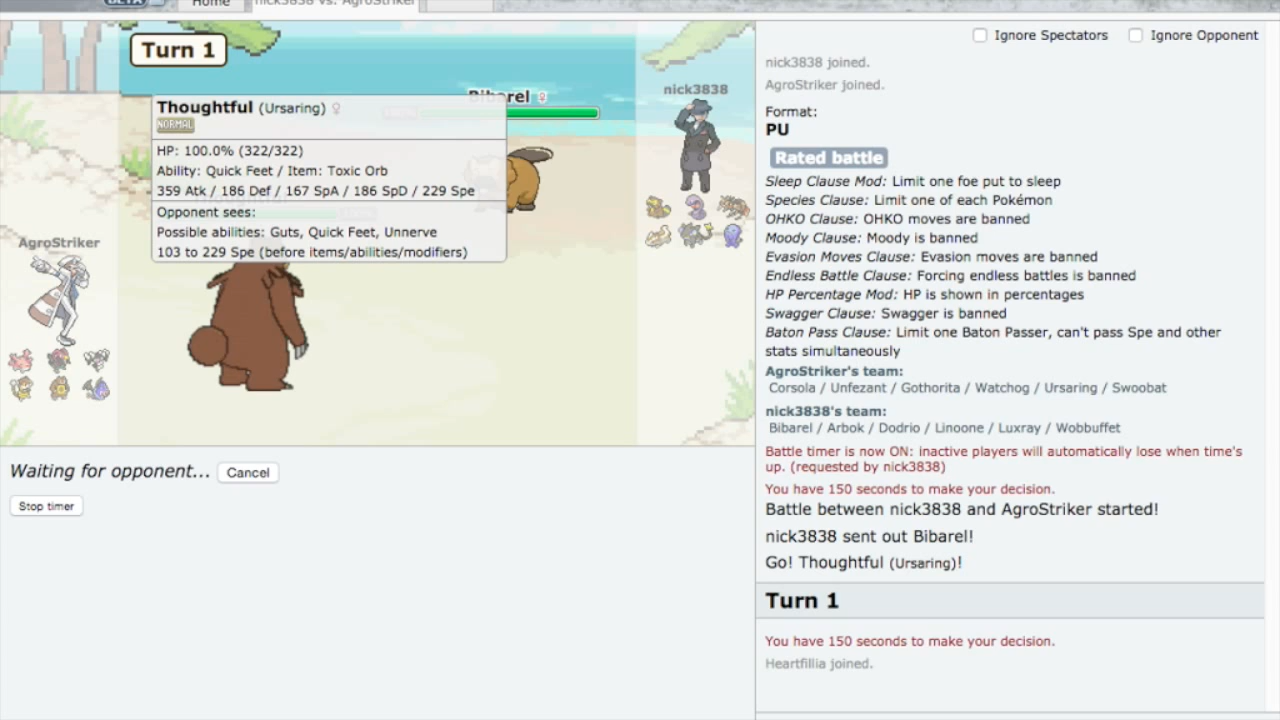 BETA
Home
nick3838 vs. AgroStriker
Turn 1
Thoughtful (Ursaring) ♀
NORMAL
HP: 100.0% (322/322)
Ability: Quick Feet / Item: Toxic Orb
359 Atk / 186 Def / 167 SpA / 186 SpD / 229 Spe
Opponent sees:
Possible abilities: Guts, Quick Feet, Unnerve
103 to 229 Spe (before items/abilities/modifiers)
Bibarel ♀
nick3838
AgroStriker
Waiting for opponent... Cancel
Stop timer
Ignore Spectators Ignore Opponent
nick3838 joined.
AgroStriker joined.
Format:
PU
Rated battle
Sleep Clause Mod: Limit one foe put to sleep
Species Clause: Limit one of each Pokémon
OHKO Clause: OHKO moves are banned
Moody Clause: Moody is banned
Evasion Moves Clause: Evasion moves are banned
Endless Battle Clause: Forcing endless battles is banned
HP Percentage Mod: HP is shown in percentages
Swagger Clause: Swagger is banned
Baton Pass Clause: Limit one Baton Passer, can't pass Spe and other
stats simultaneously
AgroStriker's team:
Corsola / Unfezant / Gothorita / Watchog / Ursaring / Swoobat
nick3838's team:
Bibarel / Arbok / Dodrio / Linoone / Luxray / Wobbuffet
Battle timer is now ON: inactive players will automatically lose when time's
up. (requested by nick3838)
You have 150 seconds to make your decision.
Battle between nick3838 and AgroStriker started!
nick3838 sent out Bibarel!
Go! Thoughtful (Ursaring)!
Turn 1
You have 150 seconds to make your decision.
Heartfillia joined.